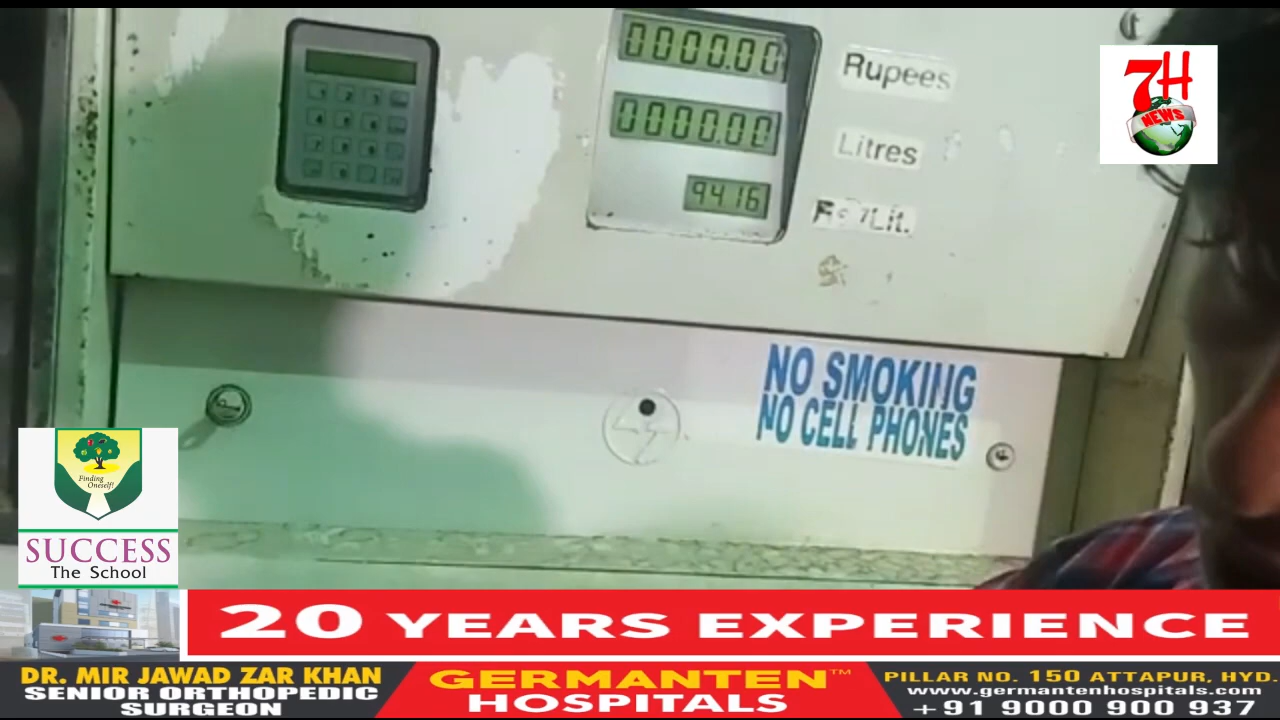 0000.00
Rupees
0000.00
Litres
94.16
Lit.
7H
NEWS
NO SMOKING
NO CELL PHONES
Finding
Oneself!
SUCCESS
The School
20 YEARS EXPERIENCE
DR. MIR JAWAD ZAR KHAN
SENIOR ORTHOPEDIC
SURGEON
GERMANTEN™
HOSPITALS
PILLAR NO. 150 ATTAPUR, HYD.
www.germantenhospitals.com
+91 9000 900 937